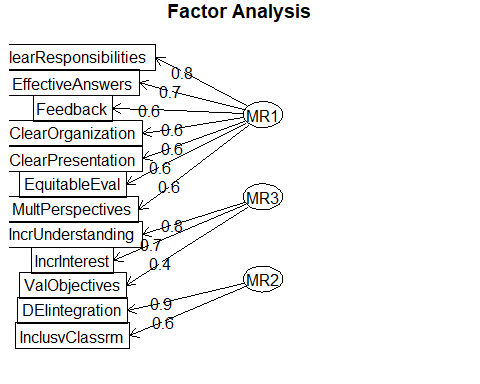 Factor Analysis
learResponsibilities
EffectiveAnswers
Feedback
ClearOrganization
ClearPresentation
EquitableEval
MultPerspectives
IncrUnderstanding
IncrInterest
ValObjectives
DEIintegration
InclusvClassrm
0.8
0.7
0.6
0.6
0.6
0.6
0.6
0.8
0.7
0.4
0.9
0.6
MR1
MR3
MR2